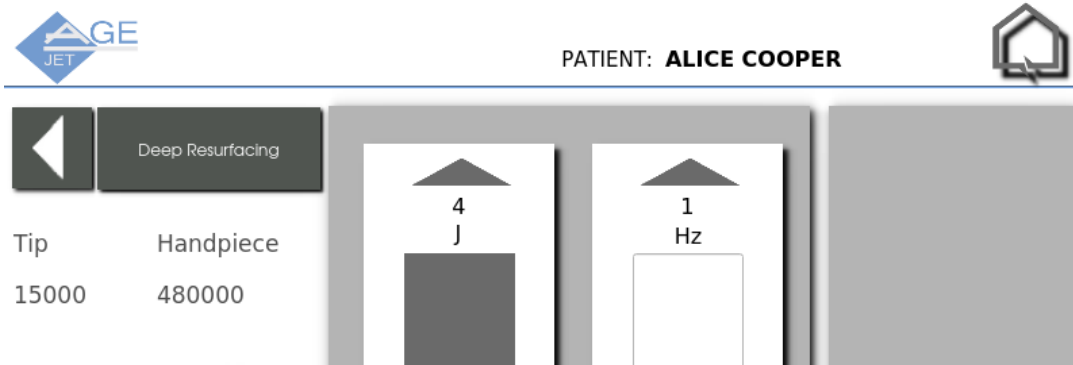 AGE
JET
PATIENT: ALICE COOPER
Deep Resurfacing
Tip Handpiece
15000 480000
4
J
1
Hz